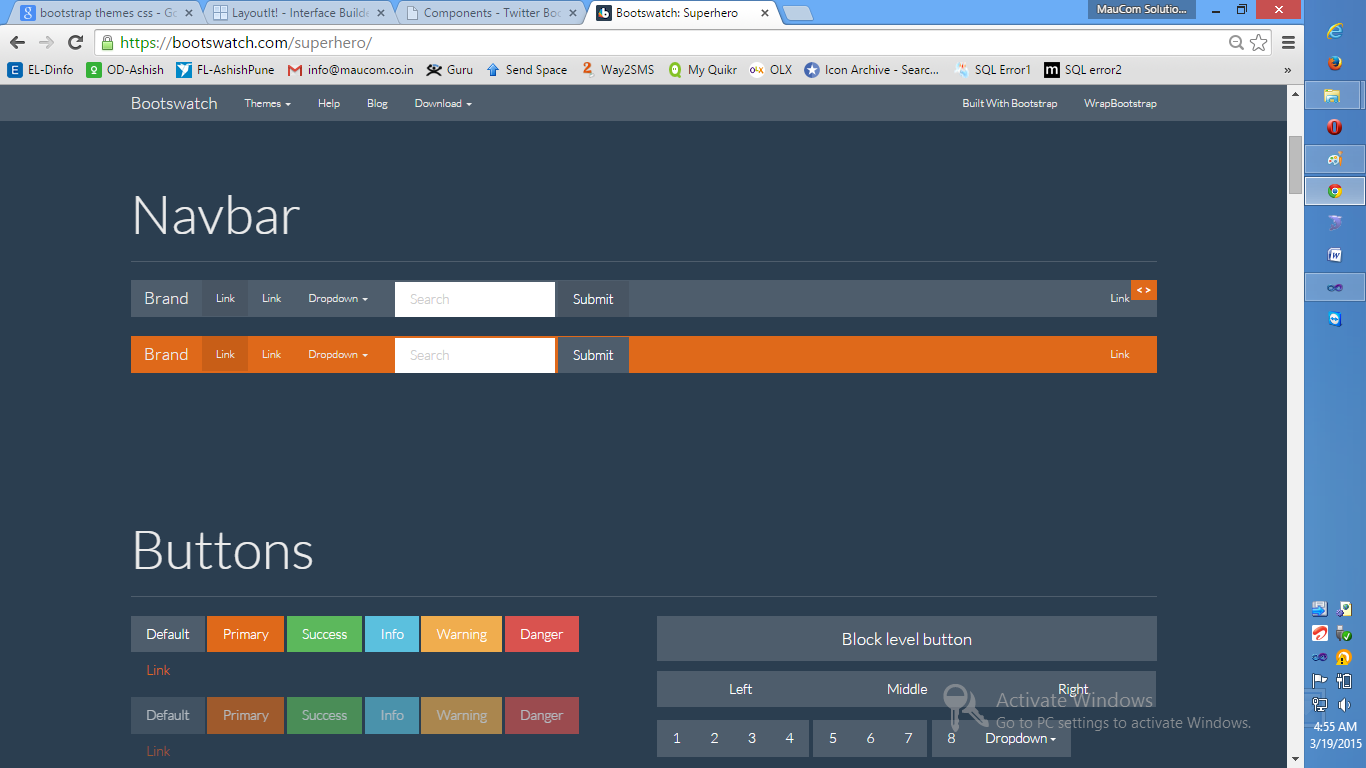 bootstrap themes css - Go
LayoutIt! - Interface Builde
Components - Twitter Boo
Bootswatch: Superhero
MauCom Solutio...
https://bootswatch.com/superhero/
EL-Dinfo OD-Ashish FL-AshishPune info@maucom.co.in Guru Send Space Way2SMS My Quikr OLX Icon Archive - Searc... SQL Error1 SQL error2 »
Bootswatch Themes Help Blog Download Built With Bootstrap WrapBootstrap
Navbar
Brand Link Link Dropdown Search Submit Link < >
Brand Link Link Dropdown Search Submit Link
Buttons
Default Primary Success Info Warning Danger
Link
Default Primary Success Info Warning Danger
Link
Block level button
Left Middle Right
1 2 3 4 5 6 7 8 Dropdown
Activate Windows
Go to PC settings to activate Windows.
4:55 AM
3/19/2015